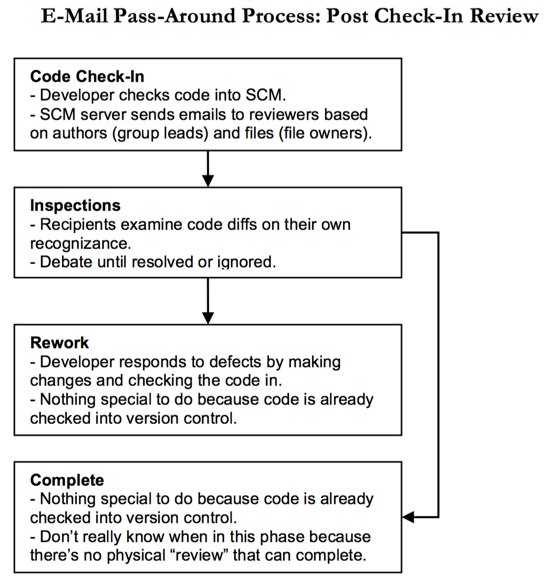 E-Mail Pass-Around Process: Post Check-In Review
Code Check-In
- Developer checks code into SCM.
- SCM server sends emails to reviewers based
on authors (group leads) and files (file owners).
Inspections
- Recipients examine code diffs on their own
recognizance.
- Debate until resolved or ignored.
Rework
- Developer responds to defects by making
changes and checking the code in.
- Nothing special to do because code is already
checked into version control.
Complete
- Nothing special to do because code is already
checked into version control.
- Don't really know when in this phase because
there's no physical “review” that can complete.